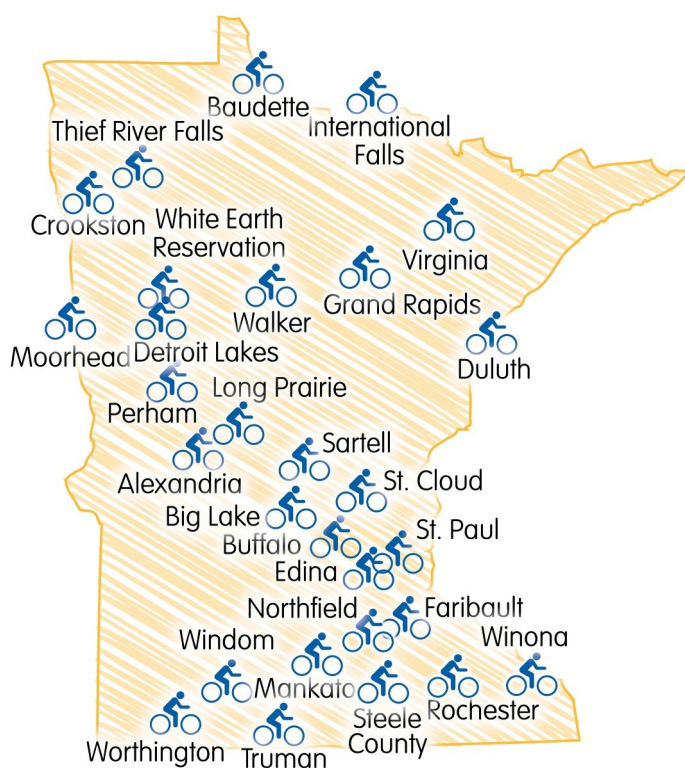 Baudette
International
Falls
Thief River Falls
Crookston
White Earth
Reservation
Virginia
Grand Rapids
Walker
Moorhead
Detroit Lakes
Duluth
Perham
Long Prairie
Alexandria
Sartell
St. Cloud
Big Lake
Buffalo
St. Paul
Edina
Northfield
Faribault
Windom
Winona
Mankato
Steele
County
Rochester
Worthington
Truman